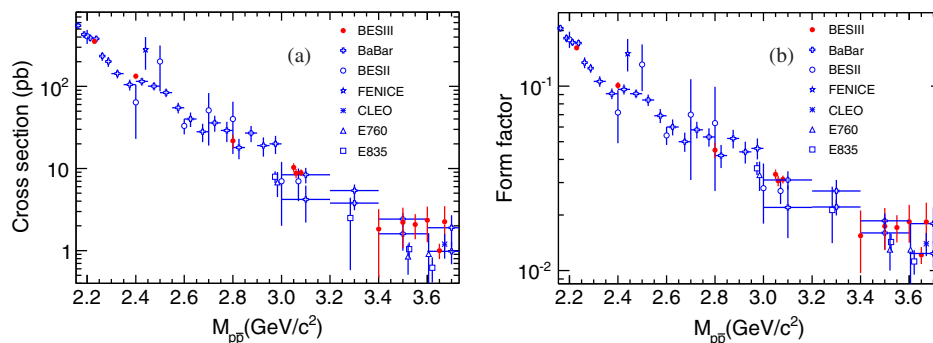 Cross section (pb)
10³
10²
10
1
(a)
BESIII
BaBar
BESII
FENICE
CLEO
E760
E835
2.2 2.4 2.6 2.8 3.0 3.2 3.4 3.6
M_pp̅(GeV/c²)
Form factor
10⁻¹
10⁻²
(b)
BESIII
BaBar
BESII
FENICE
CLEO
E760
E835
2.2 2.4 2.6 2.8 3.0 3.2 3.4 3.6
M_pp̅(GeV/c²)